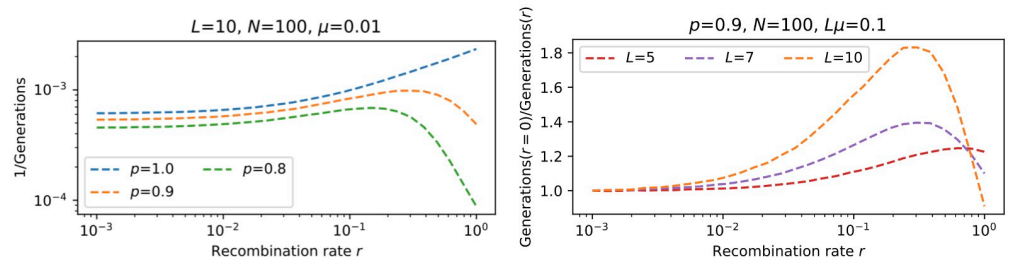 L=10, N=100, μ=0.01
1/Generations
10⁻³
10⁻⁴
p=1.0
p=0.9
p=0.8
10⁻³ 10⁻² 10⁻¹ 10⁰
Recombination rate r
p=0.9, N=100, Lμ=0.1
Generations(r = 0)/Generations(r)
1.8
1.6
1.4
1.2
1.0
L=5 L=7 L=10
10⁻³ 10⁻² 10⁻¹ 10⁰
Recombination rate r